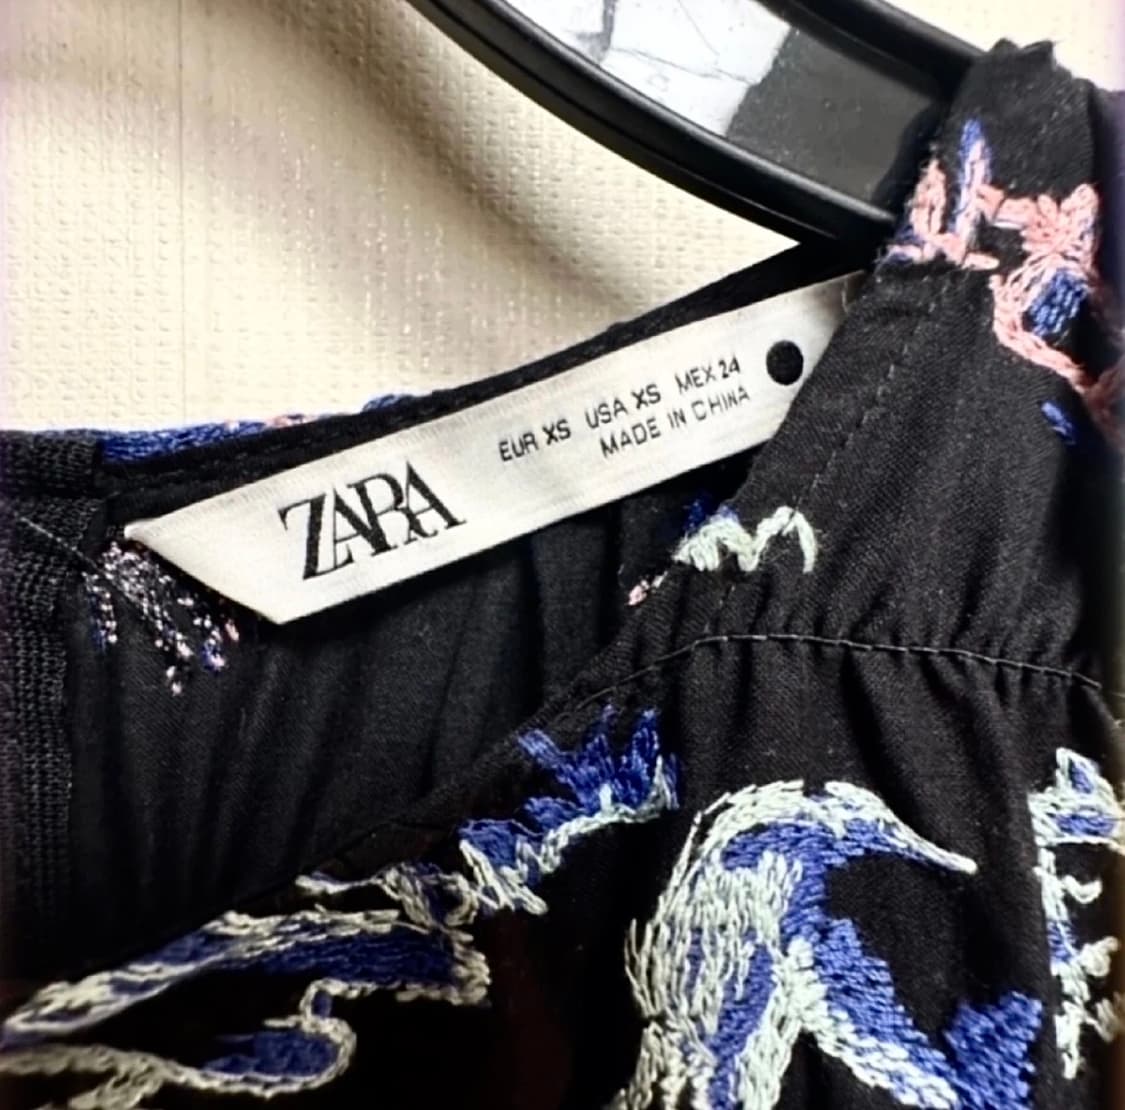 ZARA
EUR XS USA XS MEX 24
MADE IN CHINA